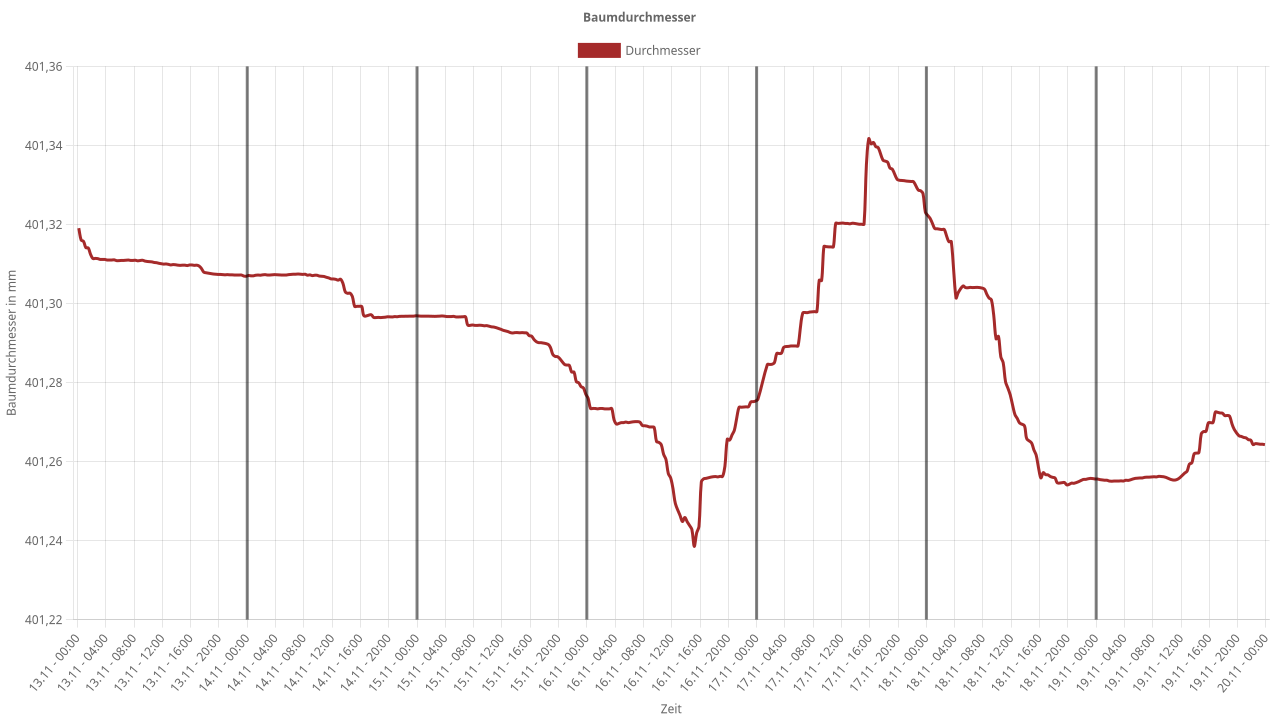 Baumdurchmesser
Durchmesser
401,36
401,34
401,32
401,30
401,28
401,26
401,24
401,22
Baumdurchmesser in mm
13.11 - 00:00
13.11 - 04:00
13.11 - 08:00
13.11 - 12:00
13.11 - 16:00
13.11 - 20:00
14.11 - 00:00
14.11 - 04:00
14.11 - 08:00
14.11 - 12:00
14.11 - 16:00
14.11 - 20:00
15.11 - 00:00
15.11 - 04:00
15.11 - 08:00
15.11 - 12:00
15.11 - 16:00
15.11 - 20:00
16.11 - 00:00
16.11 - 04:00
16.11 - 08:00
16.11 - 12:00
16.11 - 16:00
16.11 - 20:00
17.11 - 00:00
17.11 - 04:00
17.11 - 08:00
17.11 - 12:00
17.11 - 16:00
17.11 - 20:00
18.11 - 00:00
18.11 - 04:00
18.11 - 08:00
18.11 - 12:00
18.11 - 16:00
18.11 - 20:00
19.11 - 00:00
19.11 - 04:00
19.11 - 08:00
19.11 - 12:00
19.11 - 16:00
19.11 - 20:00
20.11 - 00:00
Zeit